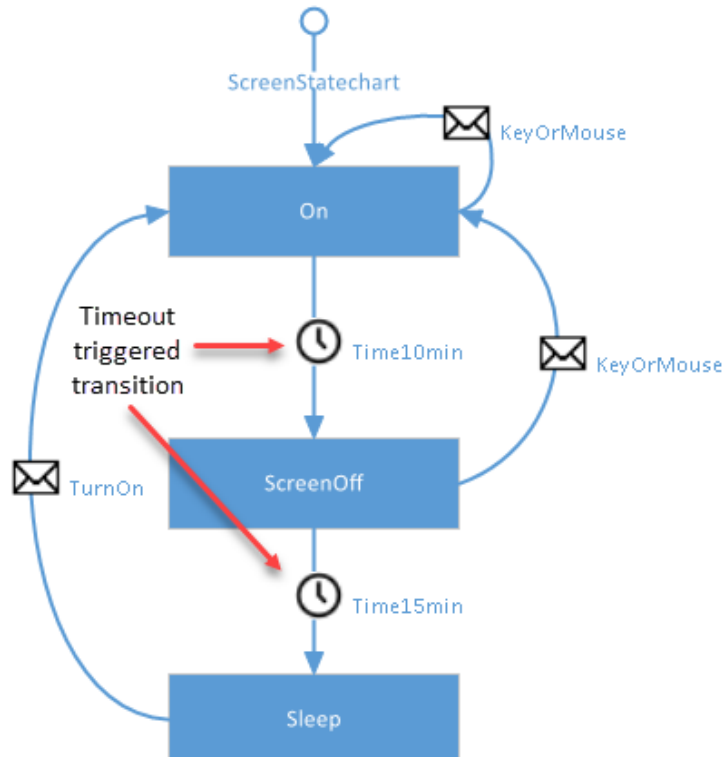 ScreenStatechart
KeyOrMouse
On
Timeout
triggered
transition
Time10min
KeyOrMouse
ScreenOff
TurnOn
Time15min
Sleep